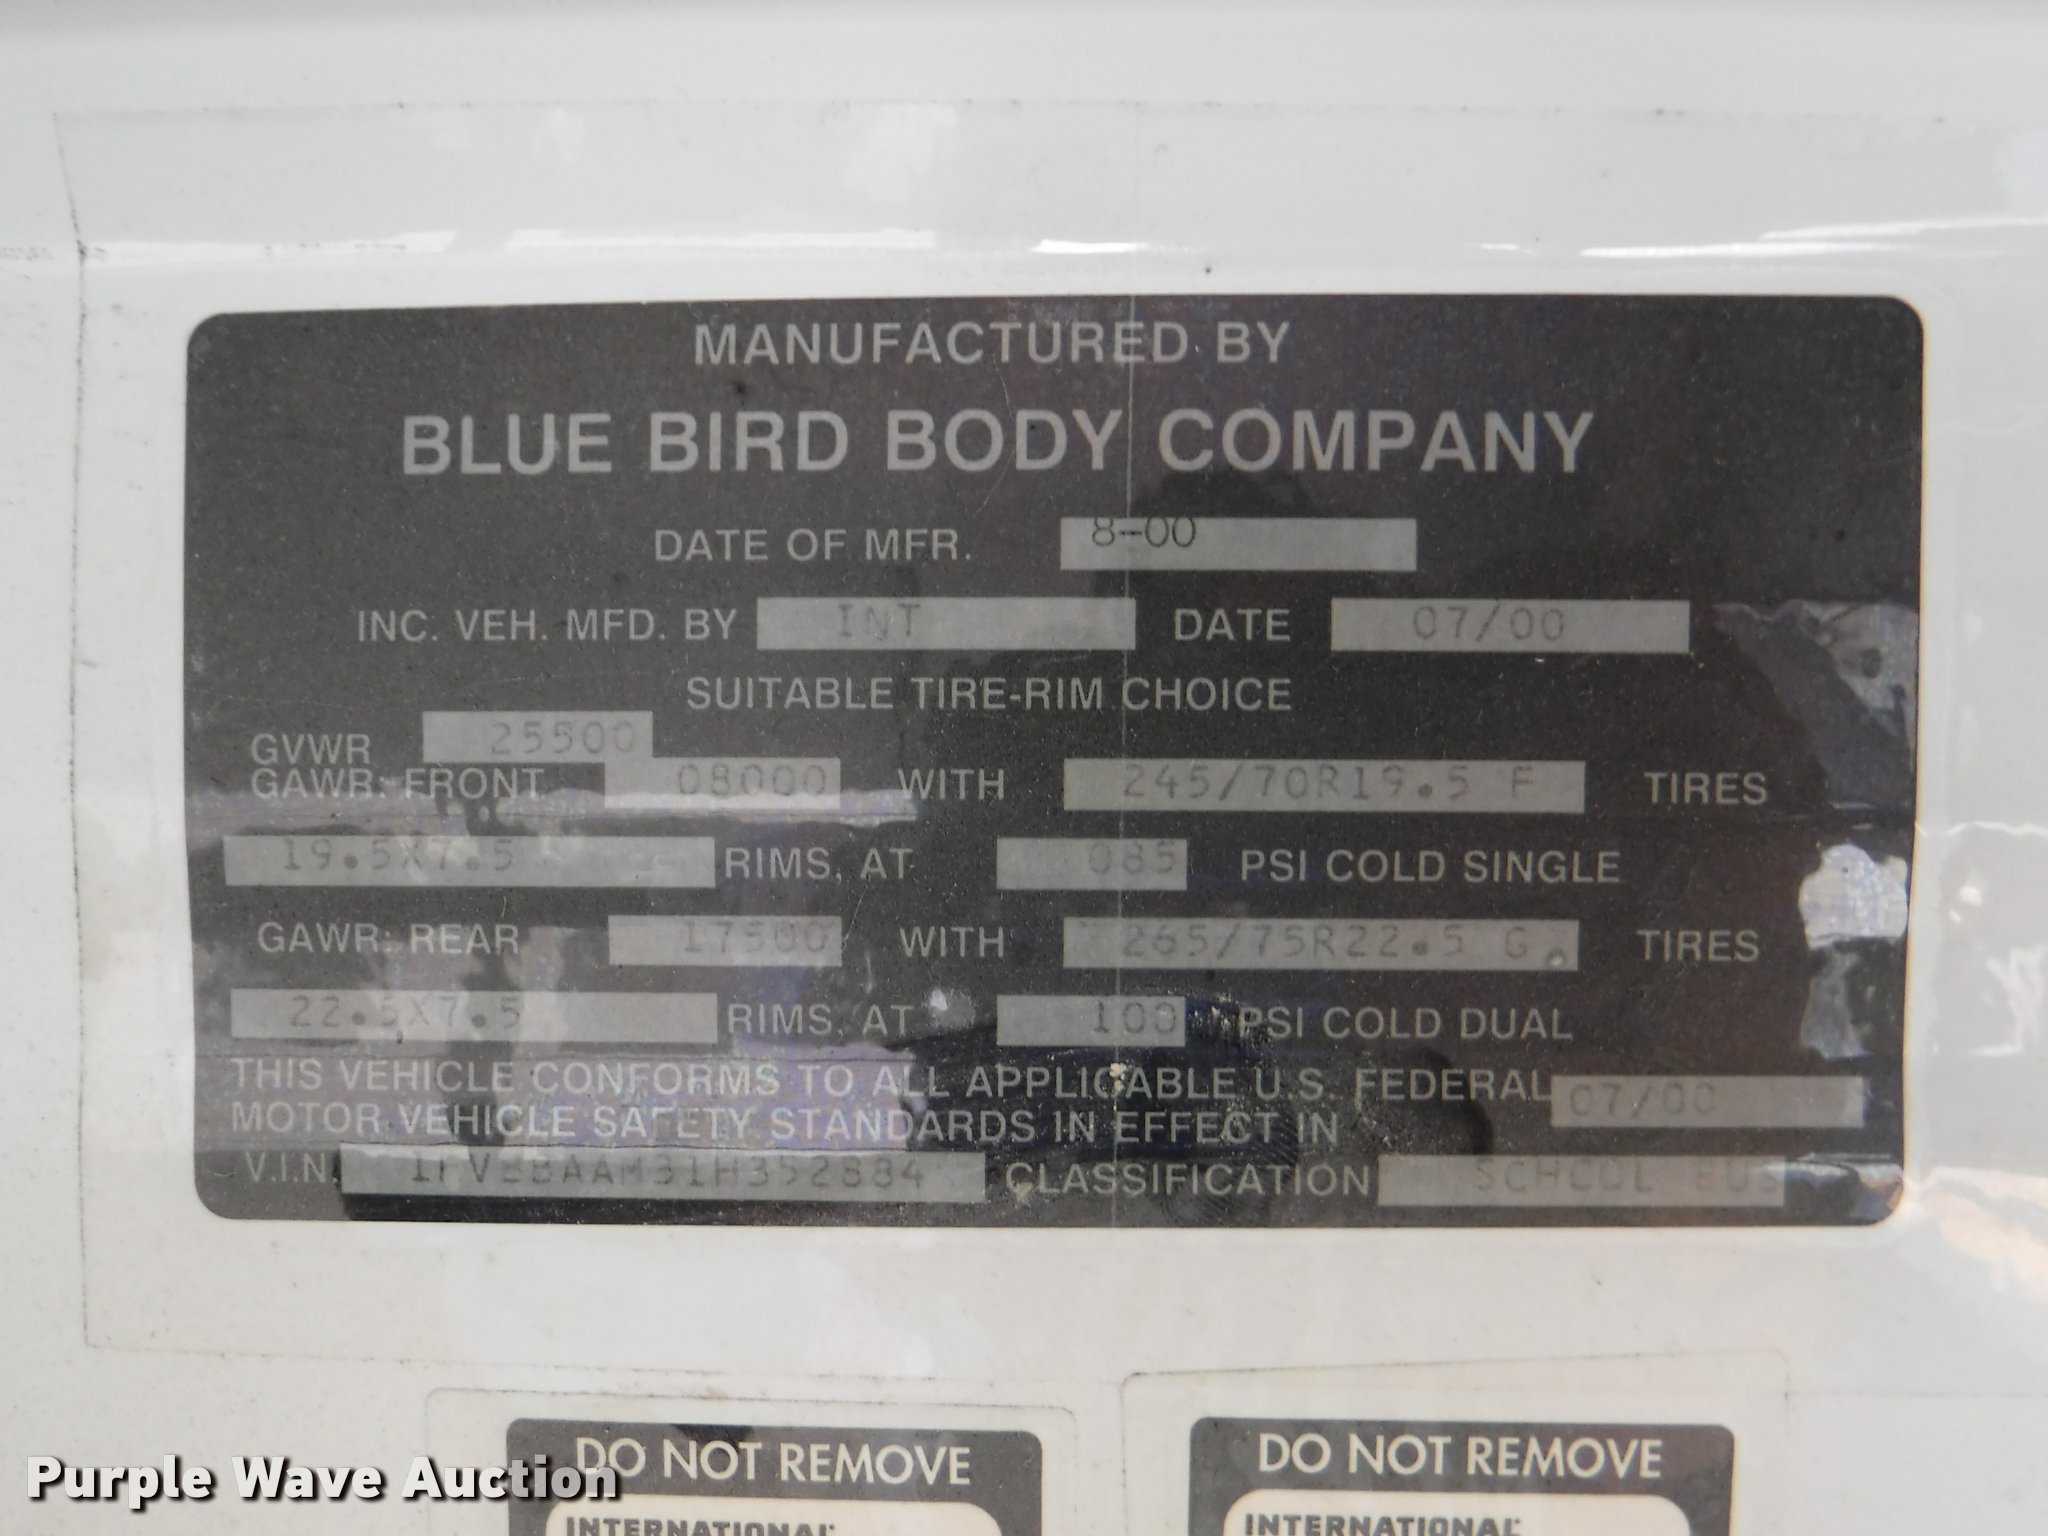 MANUFACTURED BY
BLUE BIRD BODY COMPANY
DATE OF MFR. 8-00
INC. VEH. MFD. BY INT DATE 07/00
SUITABLE TIRE-RIM CHOICE
GVWR 25500
GAWR: FRONT 08000 WITH 245/70R19.5 F TIRES
19.5X7.5 RIMS, AT 085 PSI COLD SINGLE
GAWR: REAR 17500 WITH 265/75R22.5 G. TIRES
22.5X7.5 RIMS, AT 100 PSI COLD DUAL
THIS VEHICLE CONFORMS TO ALL APPLICABLE U.S. FEDERAL
MOTOR VEHICLE SAFETY STANDARDS IN EFFECT IN 07/00
V.I.N. CLASSIFICATION SCHOOL BUS
DO NOT REMOVE DO NOT REMOVE
INTERNATIONAL INTERNATIONAL
Purple Wave Auction